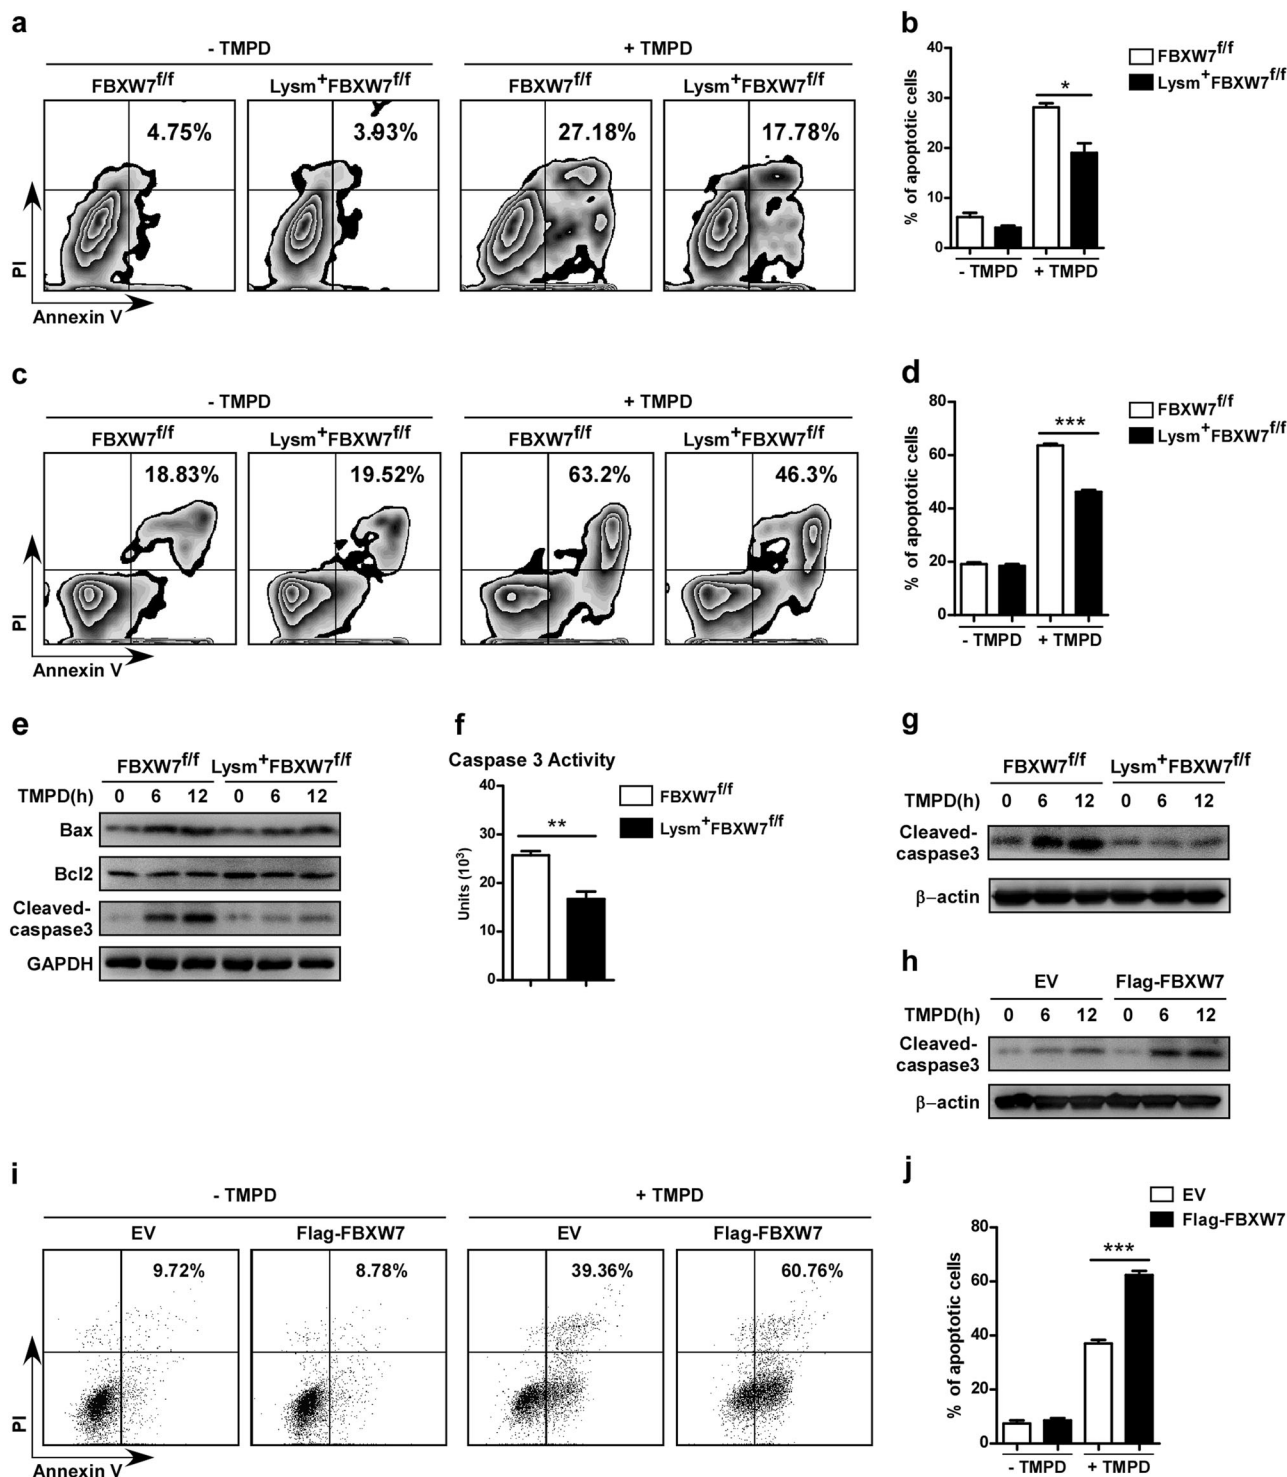 a
- TMPD
+ TMPD
FBXW7f/f
Lysm+FBXW7f/f
FBXW7f/f
Lysm+FBXW7f/f
4.75%
3.93%
27.18%
17.78%
PI
Annexin V
b
% of apoptotic cells
40
30
20
10
0
*
- TMPD
+ TMPD
FBXW7f/f
Lysm+FBXW7f/f
c
- TMPD
+ TMPD
FBXW7f/f
Lysm+FBXW7f/f
FBXW7f/f
Lysm+FBXW7f/f
18.83%
19.52%
63.2%
46.3%
PI
Annexin V
d
% of apoptotic cells
80
60
40
20
0
***
- TMPD
+ TMPD
FBXW7f/f
Lysm+FBXW7f/f
e
FBXW7f/f Lysm+FBXW7f/f
TMPD(h) 0 6 12 0 6 12
Bax
Bcl2
Cleaved-
caspase3
GAPDH
f
Caspase 3 Activity
Units (10³)
40
30
20
10
0
**
FBXW7f/f
Lysm+FBXW7f/f
g
FBXW7f/f Lysm+FBXW7f/f
TMPD(h) 0 6 12 0 6 12
Cleaved-
caspase3
β–actin
h
EV Flag-FBXW7
TMPD(h) 0 6 12 0 6 12
Cleaved-
caspase3
β–actin
i
- TMPD
+ TMPD
EV
Flag-FBXW7
EV
Flag-FBXW7
9.72%
8.78%
39.36%
60.76%
PI
Annexin V
j
% of apoptotic cells
80
60
40
20
0
***
- TMPD
+ TMPD
EV
Flag-FBXW7